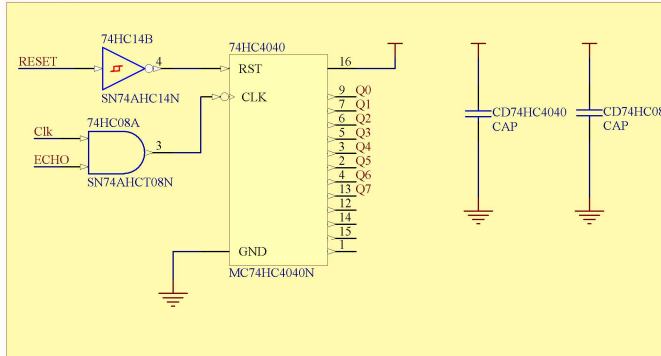 74HC14B
RESET
4
SN74AHC14N
74HC08A
Clk
ECHO
3
SN74AHCT08N
74HC4040
RST
CLK
GND
16
9 Q0
7 Q1
6 Q2
5 Q3
3 Q4
2 Q5
4 Q6
13 Q7
12
14
15
1
MC74HC4040N
CD74HC4040
CAP
CD74HC08
CAP